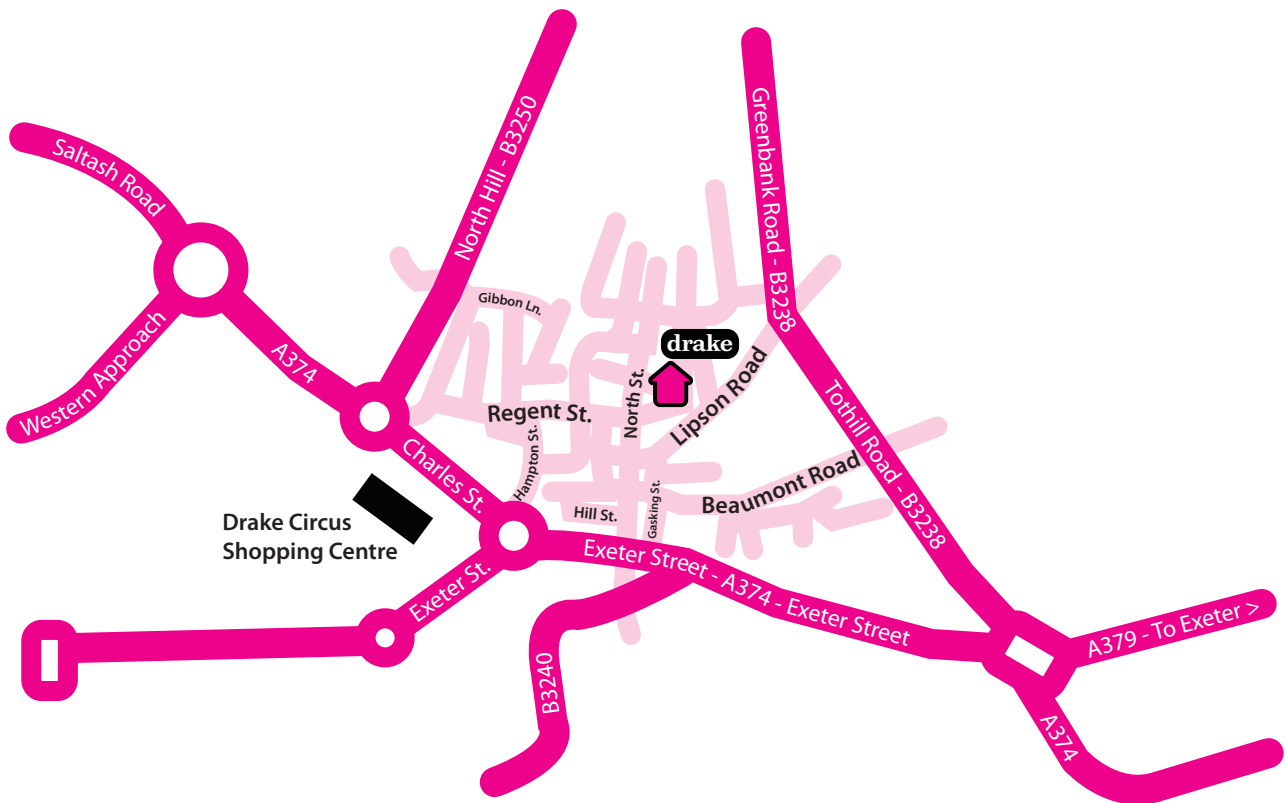 Saltash Road
North Hill - B3250
Greenbank Road - B3238
Gibbon Ln.
Western Approach
A374
drake
North St.
Lipson Road
Regent St.
Hampton St.
Charles St.
Tothill Road - B3238
Beaumont Road
Hill St.
Gasking St.
Drake Circus
Shopping Centre
Exeter St.
Exeter Street - A374 - Exeter Street
B3240
A379 - To Exeter >
A374